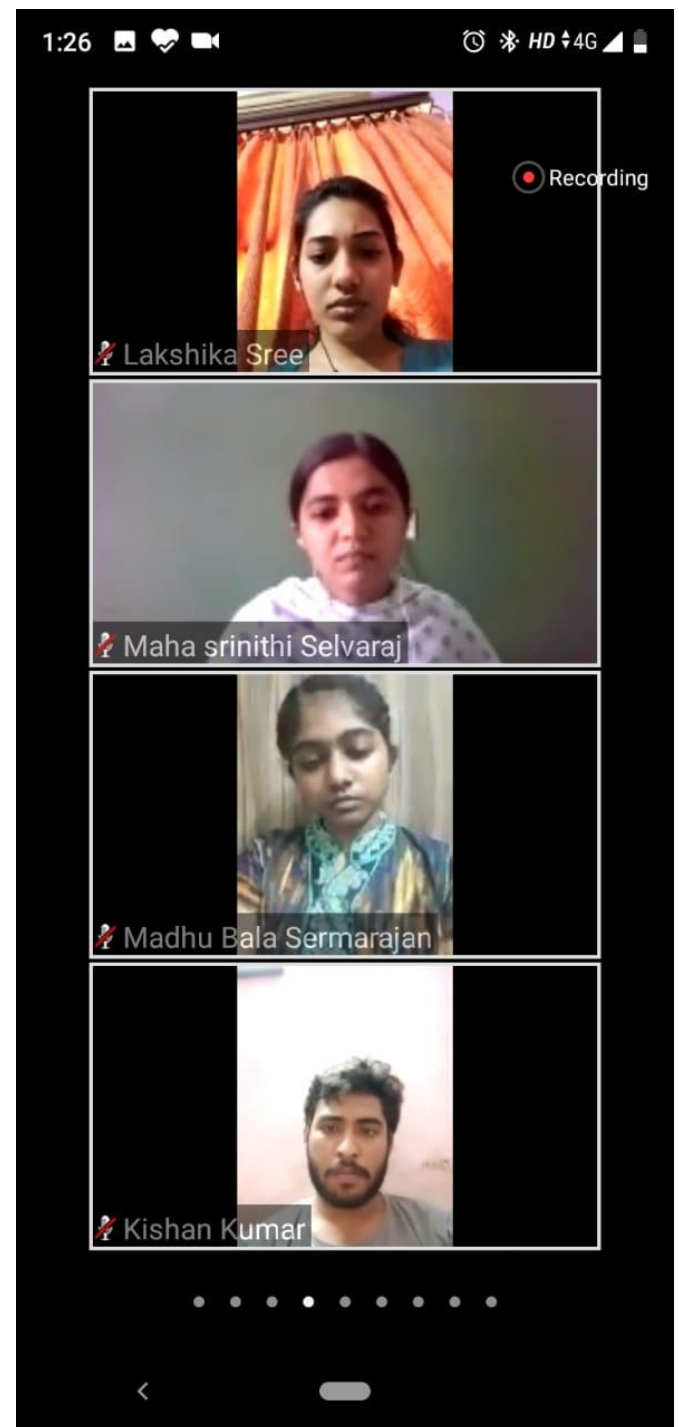 1:26
HD 4G
Recording
Lakshika Sree
Maha srinithi Selvaraj
Madhu Bala Sermarajan
Kishan Kumar